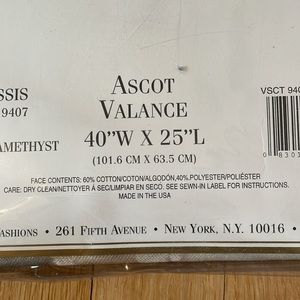 SSIS
9407
AMETHYST
ASCOT
VALANCE
40"W X 25"L
(101.6 CM X 63.5 CM)
VSCT 940
0 8301
FACE CONTENTS: 60% COTTON/COTON/ALGODÓN,40% POLYESTER/POLIÉSTER
CARE: DRY CLEAN/NETTOYER À SEC/LIMPIAR EN SECO. SEE SEWN-IN LABEL FOR INSTRUCTIONS.
MADE IN THE USA
ASHIONS • 261 FIFTH AVENUE • NEW YORK, N.Y. 10016 •